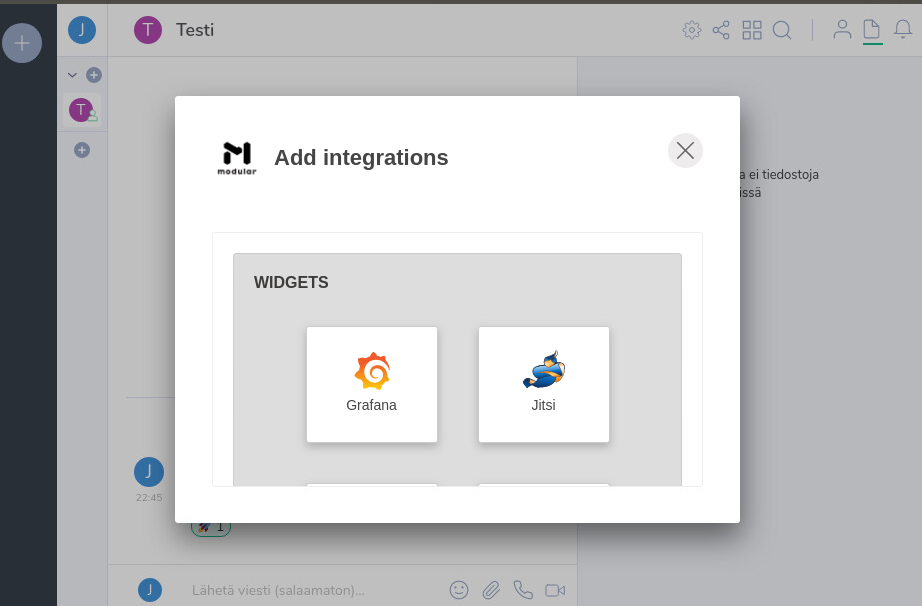 J
T Testi
T
modular
Add integrations
a ei tiedostoja
issä
WIDGETS
Grafana
Jitsi
J
22:45
1
J
Lähetä viesti (salaamaton)...